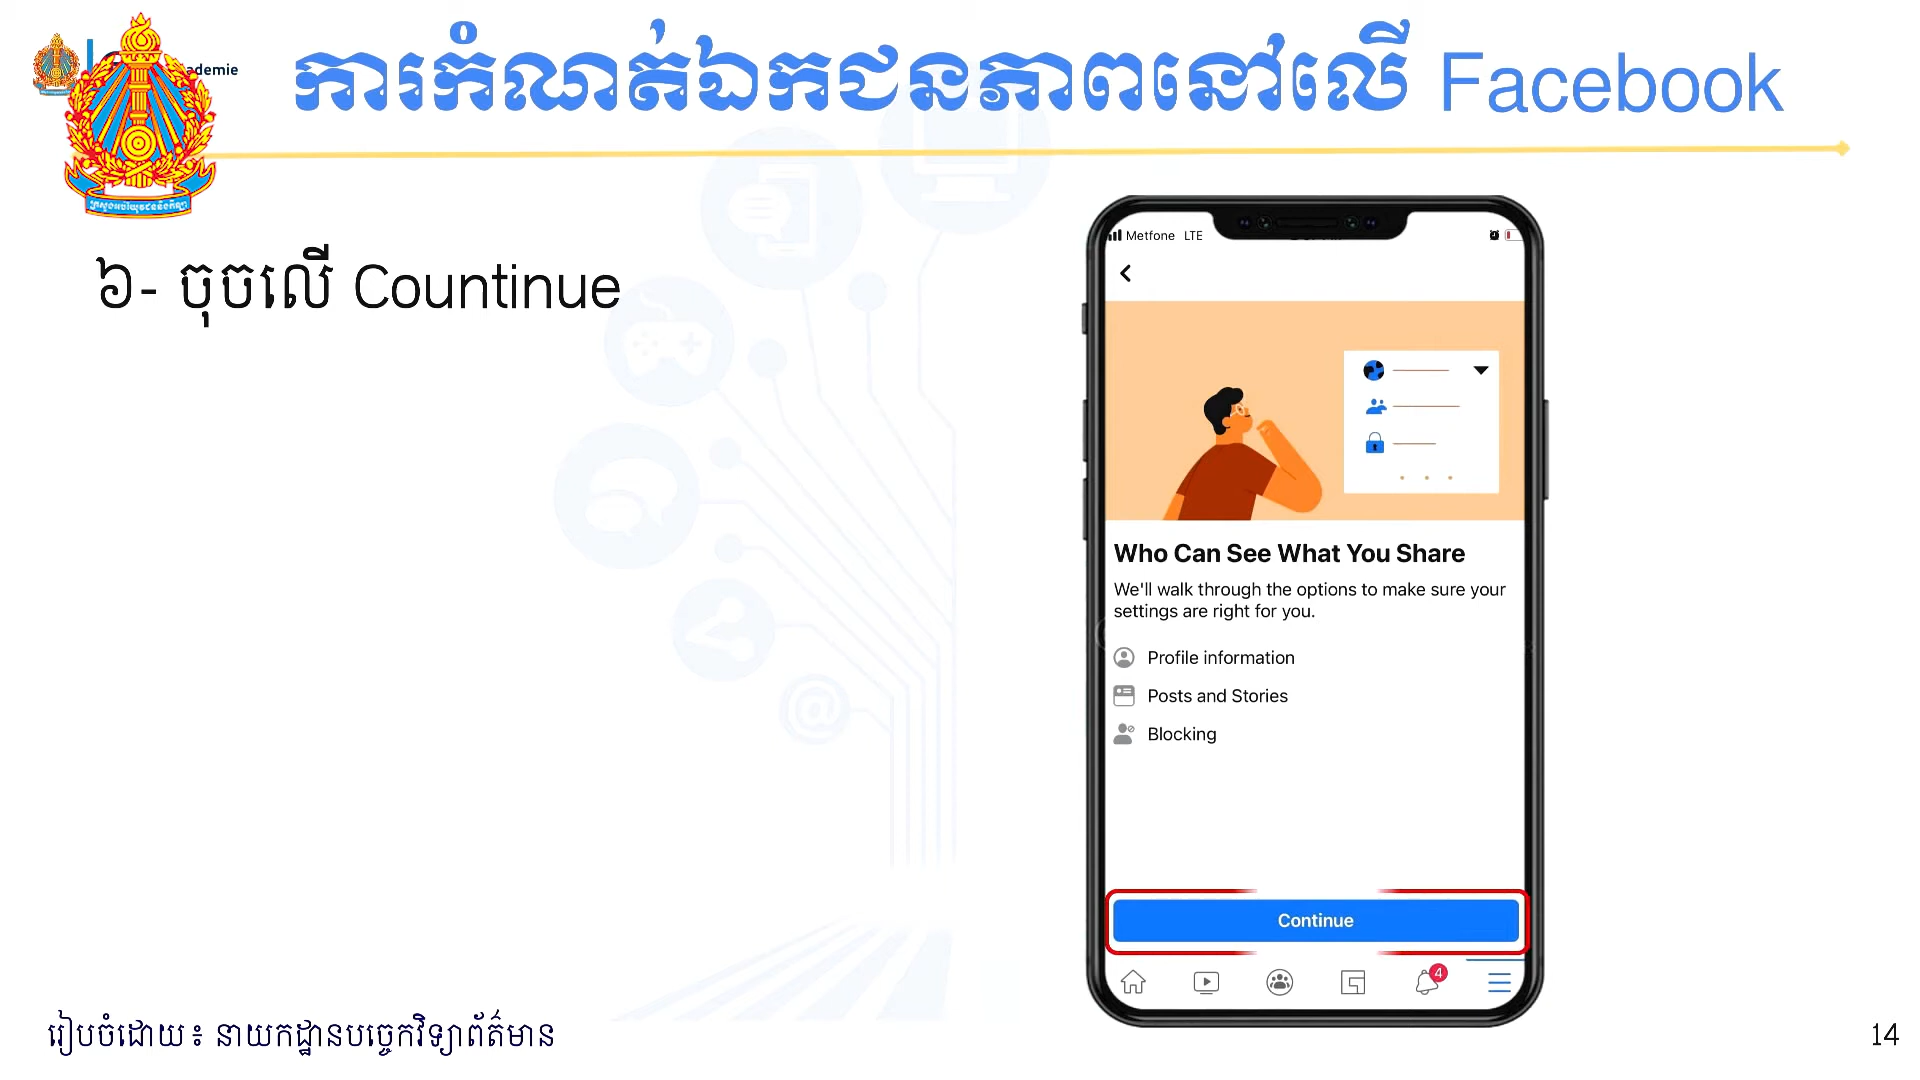 ademie
ការកំណត់ឯកជនភាពនៅលើ Facebook
៦- ចុចលើ Countinue
Metfone LTE
Who Can See What You Share
We'll walk through the options to make sure your
settings are right for you.
Profile information
Posts and Stories
Blocking
Continue
4
រៀបចំដោយ៖ នាយកដ្ឋានបច្ចេកវិទ្យាព័ត៌មាន
14